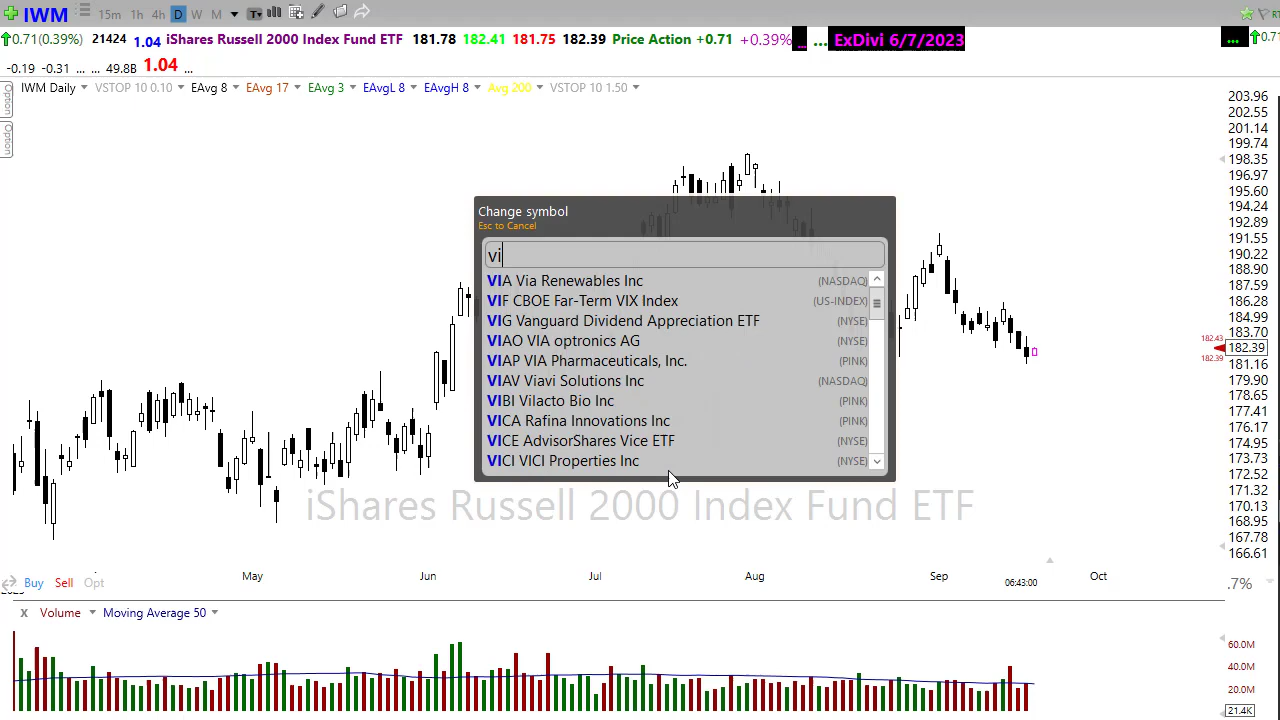 IWM 15m 1h 4h D W M
0.71(0.39%) 21424 1.04 iShares Russell 2000 Index Fund ETF 181.78 182.41 181.75 182.39 Price Action +0.71 +0.39% ... ... ExDivi 6/7/2023 ... 0.71
-0.19 -0.31 ... ... 49.8B 1.04 ...
IWM Daily VSTOP 10 0.10 EAvg 8 EAvg 17 EAvg 3 EAvgL 8 EAvgH 8 Avg 200 VSTOP 10 1.50
Option
Option
203.96
202.55
201.14
199.74
198.35
196.97
195.60
194.24
192.89
191.55
190.22
188.90
187.59
186.28
184.99
183.70
182.43
182.39
182.39
181.16
179.90
178.65
177.41
176.17
174.95
173.73
172.52
171.32
170.13
168.95
167.78
166.61
Change symbol
Esc to Cancel
vi
VIA Via Renewables Inc (NASDAQ)
VIF CBOE Far-Term VIX Index (US-INDEX)
VIG Vanguard Dividend Appreciation ETF (NYSE)
VIAO VIA optronics AG (NYSE)
VIAP VIA Pharmaceuticals, Inc. (PINK)
VIAV Viavi Solutions Inc (NASDAQ)
VIBI Vilacto Bio Inc (PINK)
VICA Rafina Innovations Inc (PINK)
VICE AdvisorShares Vice ETF (NYSE)
VICI VICI Properties Inc (NYSE)
iShares Russell 2000 Index Fund ETF
May Jun Jul Aug Sep Oct
06:43:00
Buy Sell Opt .7%
X Volume Moving Average 50
60.0M
40.0M
20.0M
21.4K